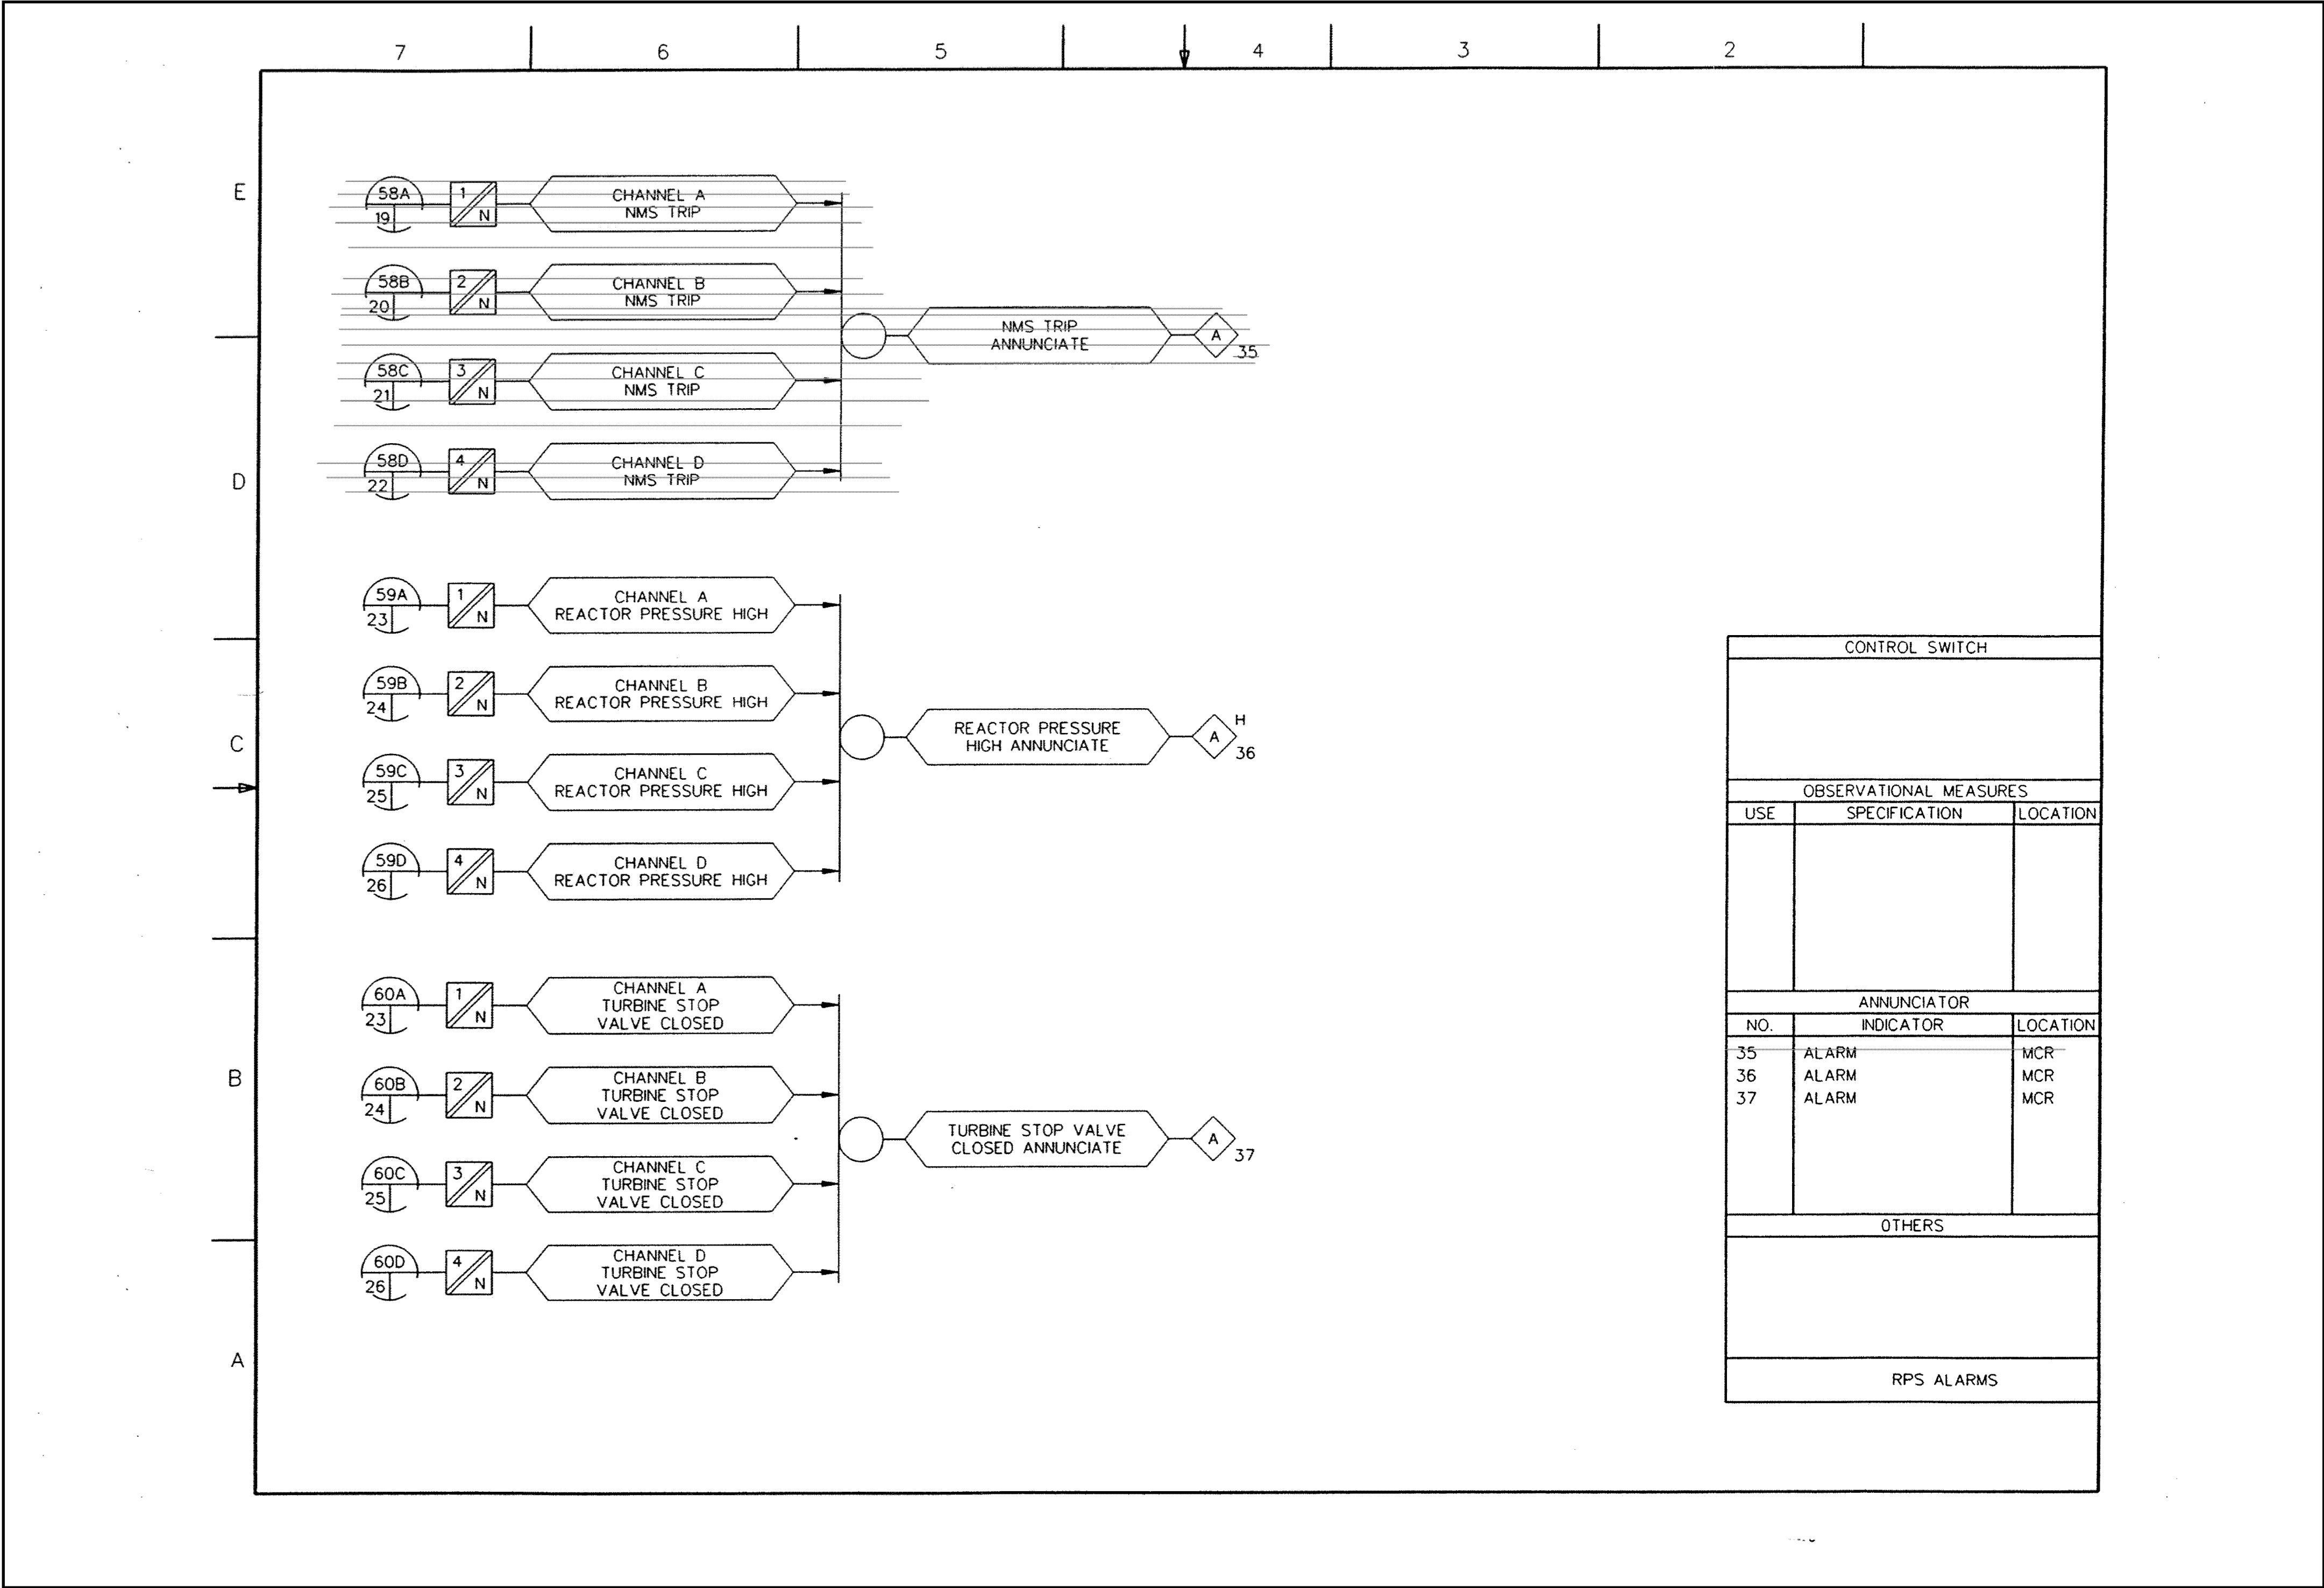 7 6 5 4 3 2
E
D
C
B
A
58A
19
1
N
CHANNEL A
NMS TRIP
58B
20
2
N
CHANNEL B
NMS TRIP
58C
21
3
N
CHANNEL C
NMS TRIP
58D
22
4
N
CHANNEL D
NMS TRIP
NMS TRIP
ANNUNCIATE
A
35
59A
23
1
N
CHANNEL A
REACTOR PRESSURE HIGH
59B
24
2
N
CHANNEL B
REACTOR PRESSURE HIGH
59C
25
3
N
CHANNEL C
REACTOR PRESSURE HIGH
59D
26
4
N
CHANNEL D
REACTOR PRESSURE HIGH
REACTOR PRESSURE
HIGH ANNUNCIATE
A
H
36
60A
23
1
N
CHANNEL A
TURBINE STOP
VALVE CLOSED
60B
24
2
N
CHANNEL B
TURBINE STOP
VALVE CLOSED
60C
25
3
N
CHANNEL C
TURBINE STOP
VALVE CLOSED
60D
26
4
N
CHANNEL D
TURBINE STOP
VALVE CLOSED
TURBINE STOP VALVE
CLOSED ANNUNCIATE
A
37
CONTROL SWITCH
OBSERVATIONAL MEASURES
USE SPECIFICATION LOCATION
ANNUNCIATOR
NO. INDICATOR LOCATION
35 ALARM MCR
36 ALARM MCR
37 ALARM MCR
OTHERS
RPS ALARMS